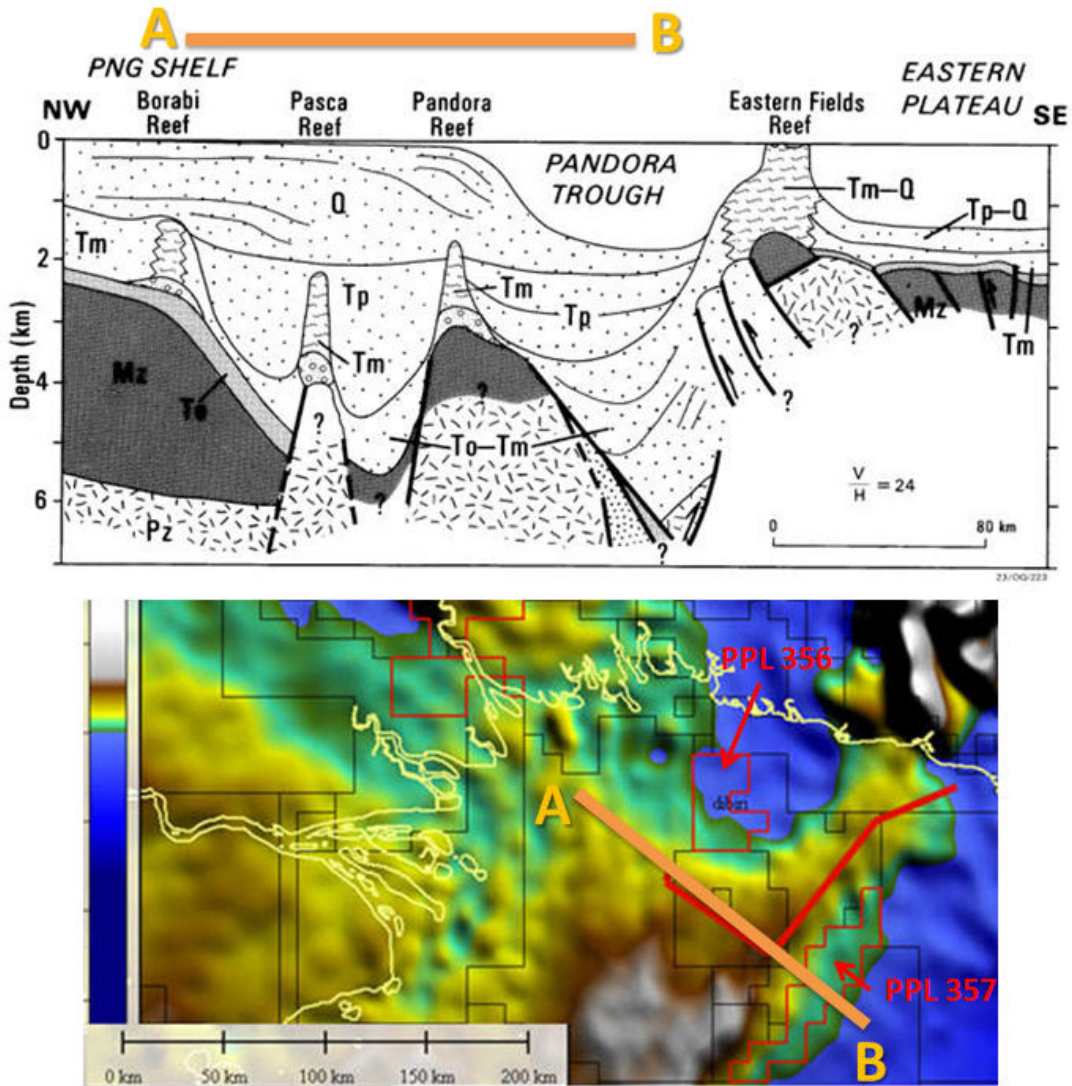 A B
PNG SHELF
EASTERN
PLATEAU
NW
Borabi
Reef
Pasca
Reef
Pandora
Reef
Eastern Fields
Reef
SE
0
2
4
6
Depth (km)
PANDORA
TROUGH
Q
Tm-Q
Tp-Q
Tm
Tp
Tm
Tp
Tm
Mz
Te
?
?
To-Tm
Mz
Tm
?
?
?
?
Pz
V
H = 24
0 80 km
23/OG/223
PPL 356
A
PPL 357
B
0 km 50 km 100 km 150 km 200 km